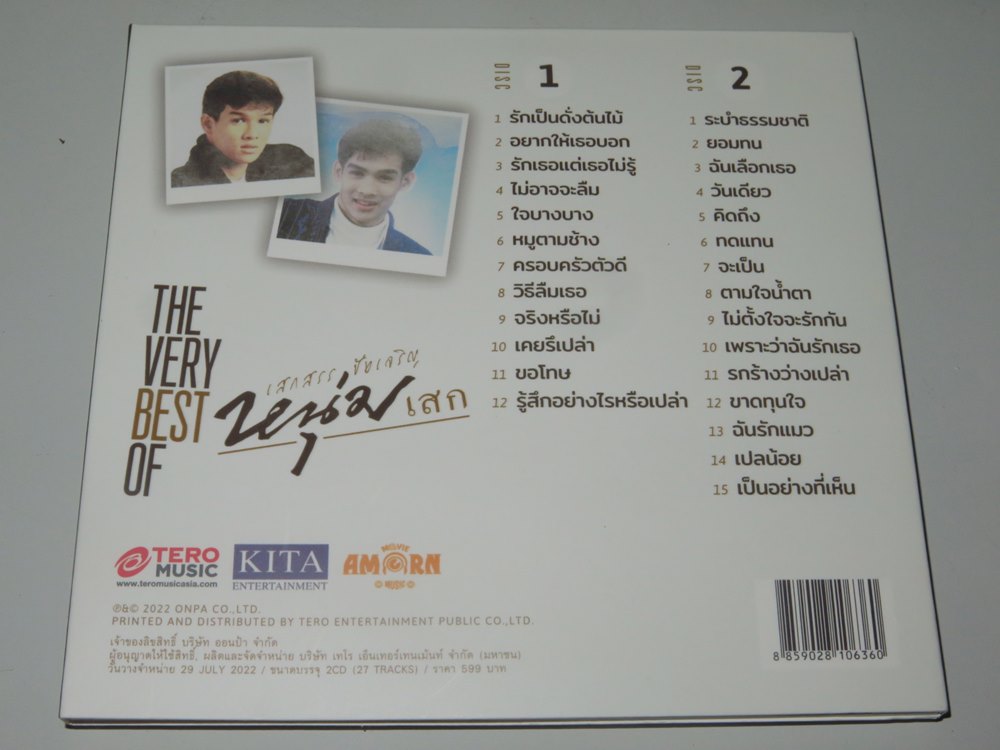 DISC 1
1 รักเป็นดั่งต้นไม้
2 อยากให้เธอบอก
3 รักเธอแต่เธอไม่รู้
4 ไม่อาจจะลืม
5 ใจบางบาง
6 หมูตามช้าง
7 ครอบครัวตัวดี
8 วิธีลืมเธอ
9 จริงหรือไม่
10 เคยรึเปล่า
11 ขอโทษ
12 รู้สึกอย่างไรหรือเปล่า
DISC 2
1 ระบำธรรมชาติ
2 ยอมทน
3 ฉันเลือกเธอ
4 วันเดียว
5 คิดถึง
6 ทดแทน
7 จะเป็น
8 ตามใจน้ำตา
9 ไม่ตั้งใจจะรักกัน
10 เพราะว่าฉันรักเธอ
11 รกร้างว่างเปล่า
12 ขาดทุนใจ
13 ฉันรักแมว
14 เปลน้อย
15 เป็นอย่างที่เห็น
THE
VERY
BEST
OF
เสกสรร ชัยเจริญ
หนุ่มเสก
TERO
MUSIC
www.teromusicasia.com
KITA
ENTERTAINMENT
MOVIE
AMORN
MUSIC
℗&© 2022 ONPA CO.,LTD.
PRINTED AND DISTRIBUTED BY TERO ENTERTAINMENT PUBLIC CO.,LTD.
เจ้าของลิขสิทธิ์ บริษัท ออนป้า จำกัด
ผู้อนุญาตให้ใช้สิทธิ์, ผลิตและจัดจำหน่าย บริษัท เทโร เอ็นเทอร์เทนเม้นท์ จำกัด (มหาชน)
วันวางจำหน่าย 29 JULY 2022 / ขนาดบรรจุ 2CD (27 TRACKS) / ราคา 599 บาท
8 859028 106360